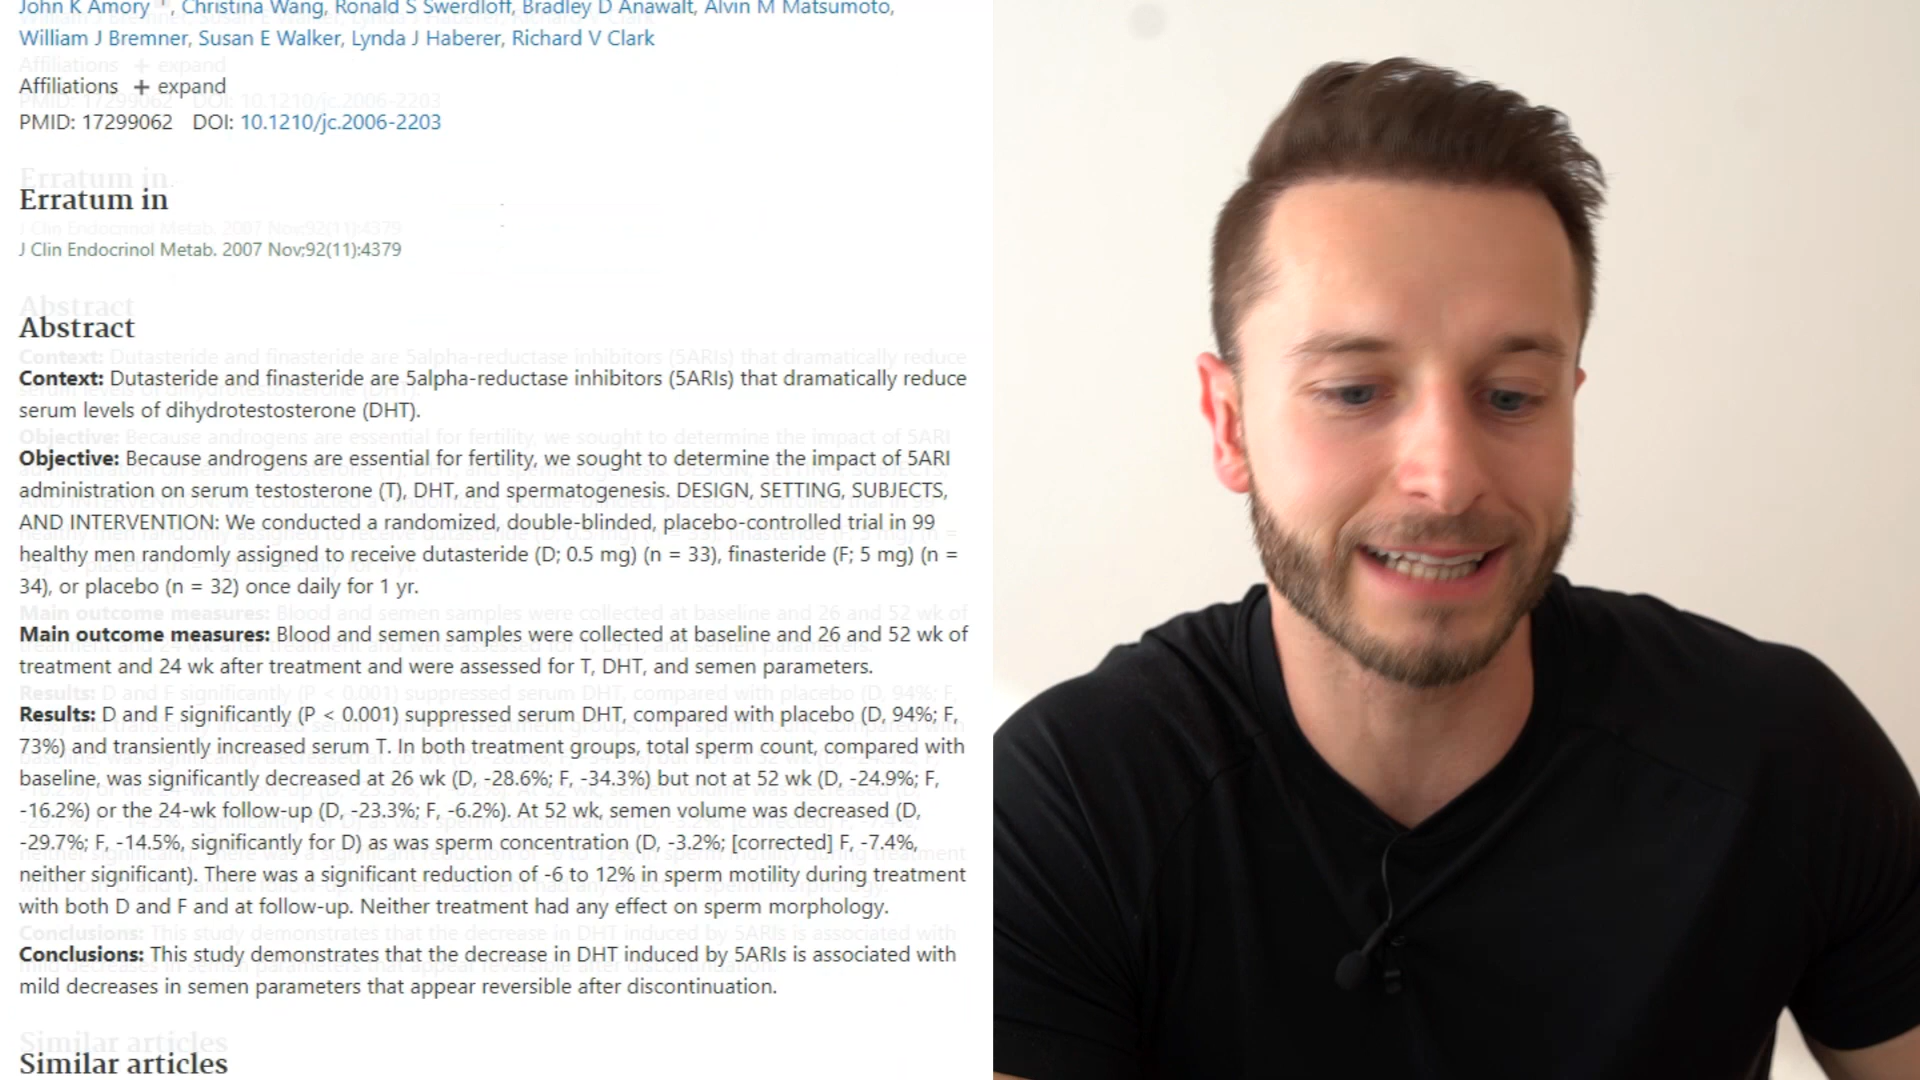 John K Amory 1, Christina Wang, Ronald S Swerdloff, Bradley D Anawalt, Alvin M Matsumoto,
William J Bremner, Susan E Walker, Lynda J Haberer, Richard V Clark
Affiliations + expand
PMID: 17299062 DOI: 10.1210/jc.2006-2203
Erratum in
J Clin Endocrinol Metab. 2007 Nov;92(11):4379
Abstract
Context: Dutasteride and finasteride are 5alpha-reductase inhibitors (5ARIs) that dramatically reduce
serum levels of dihydrotestosterone (DHT).
Objective: Because androgens are essential for fertility, we sought to determine the impact of 5ARI
administration on serum testosterone (T), DHT, and spermatogenesis. DESIGN, SETTING, SUBJECTS,
AND INTERVENTION: We conducted a randomized, double-blinded, placebo-controlled trial in 99
healthy men randomly assigned to receive dutasteride (D; 0.5 mg) (n = 33), finasteride (F; 5 mg) (n =
34), or placebo (n = 32) once daily for 1 yr.
Main outcome measures: Blood and semen samples were collected at baseline and 26 and 52 wk of
treatment and 24 wk after treatment and were assessed for T, DHT, and semen parameters.
Results: D and F significantly (P < 0.001) suppressed serum DHT, compared with placebo (D, 94%; F,
73%) and transiently increased serum T. In both treatment groups, total sperm count, compared with
baseline, was significantly decreased at 26 wk (D, -28.6%; F, -34.3%) but not at 52 wk (D, -24.9%; F,
-16.2%) or the 24-wk follow-up (D, -23.3%; F, -6.2%). At 52 wk, semen volume was decreased (D,
-29.7%; F, -14.5%, significantly for D) as was sperm concentration (D, -3.2%; [corrected] F, -7.4%,
neither significant). There was a significant reduction of -6 to 12% in sperm motility during treatment
with both D and F and at follow-up. Neither treatment had any effect on sperm morphology.
Conclusions: This study demonstrates that the decrease in DHT induced by 5ARIs is associated with
mild decreases in semen parameters that appear reversible after discontinuation.
Similar articles